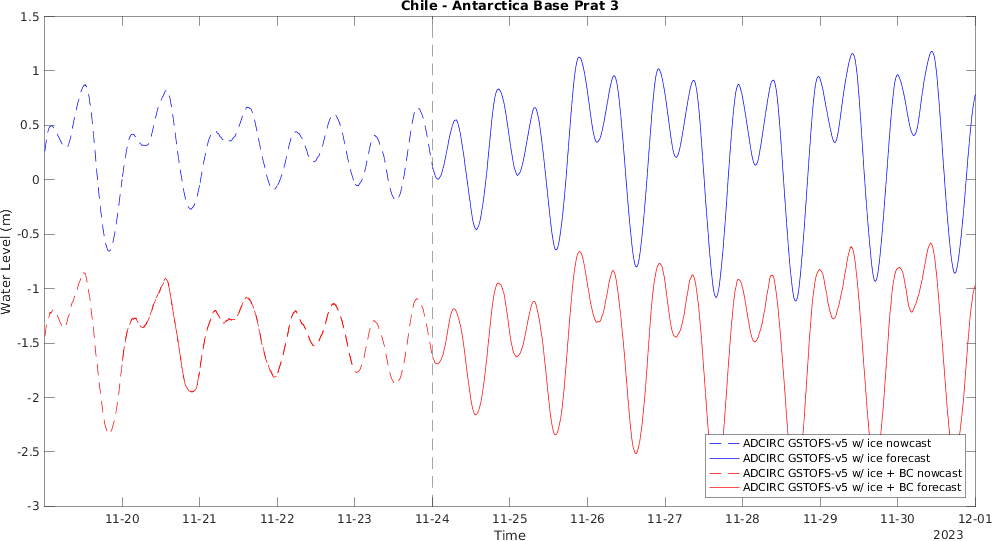 Chile - Antarctica Base Prat 3
1.5
1
0.5
0
-0.5
-1
-1.5
-2
-2.5
-3
Water Level (m)
ADCIRC GSTOFS-v5 w/ ice nowcast
ADCIRC GSTOFS-v5 w/ ice forecast
ADCIRC GSTOFS-v5 w/ ice + BC nowcast
ADCIRC GSTOFS-v5 w/ ice + BC forecast
11-20 11-21 11-22 11-23 11-24 11-25 11-26 11-27 11-28 11-29 11-30 12-01
Time
2023